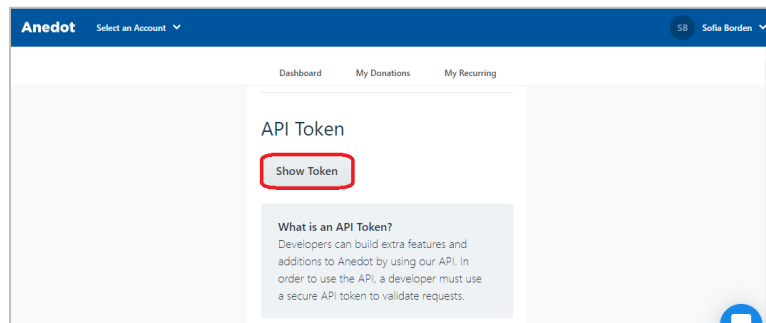 Anedot Select an Account SB Sofia Borden
Dashboard My Donations My Recurring
API Token
Show Token
What is an API Token?
Developers can build extra features and
additions to Anedot by using our API. In
order to use the API, a developer must use
a secure API token to validate requests.